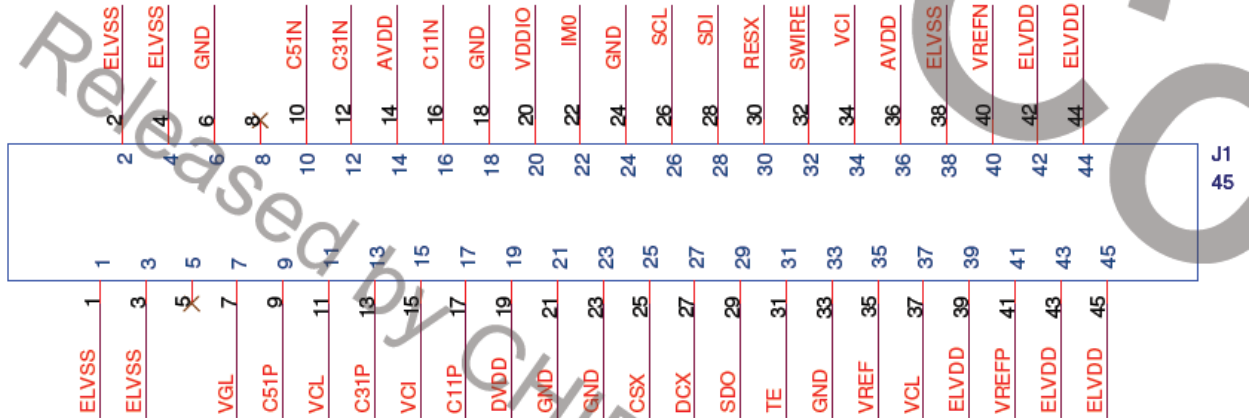 ELVSS ELVSS GND C51N C31N AVDD C11N GND VDDIO IM0 GND SCL SDI RESX SWIRE VCI AVDD ELVSS VREFN ELVDD ELVDD
2 4 6 8 10 12 14 16 18 20 22 24 26 28 30 32 34 36 38 40 42 44
2 4 6 8 10 12 14 16 18 20 22 24 26 28 30 32 34 36 38 40 42 44
J1
45
1 3 5 7 9 11 13 15 17 19 21 23 25 27 29 31 33 35 37 39 41 43 45
1 3 5 7 9 11 13 15 17 19 21 23 25 27 29 31 33 35 37 39 41 43 45
ELVSS ELVSS VGL C51P VCL C31P VCI C11P DVDD GND GND CSX DCX SDO TE GND VREF VCL ELVDD VREFP ELVDD ELVDD
Released by